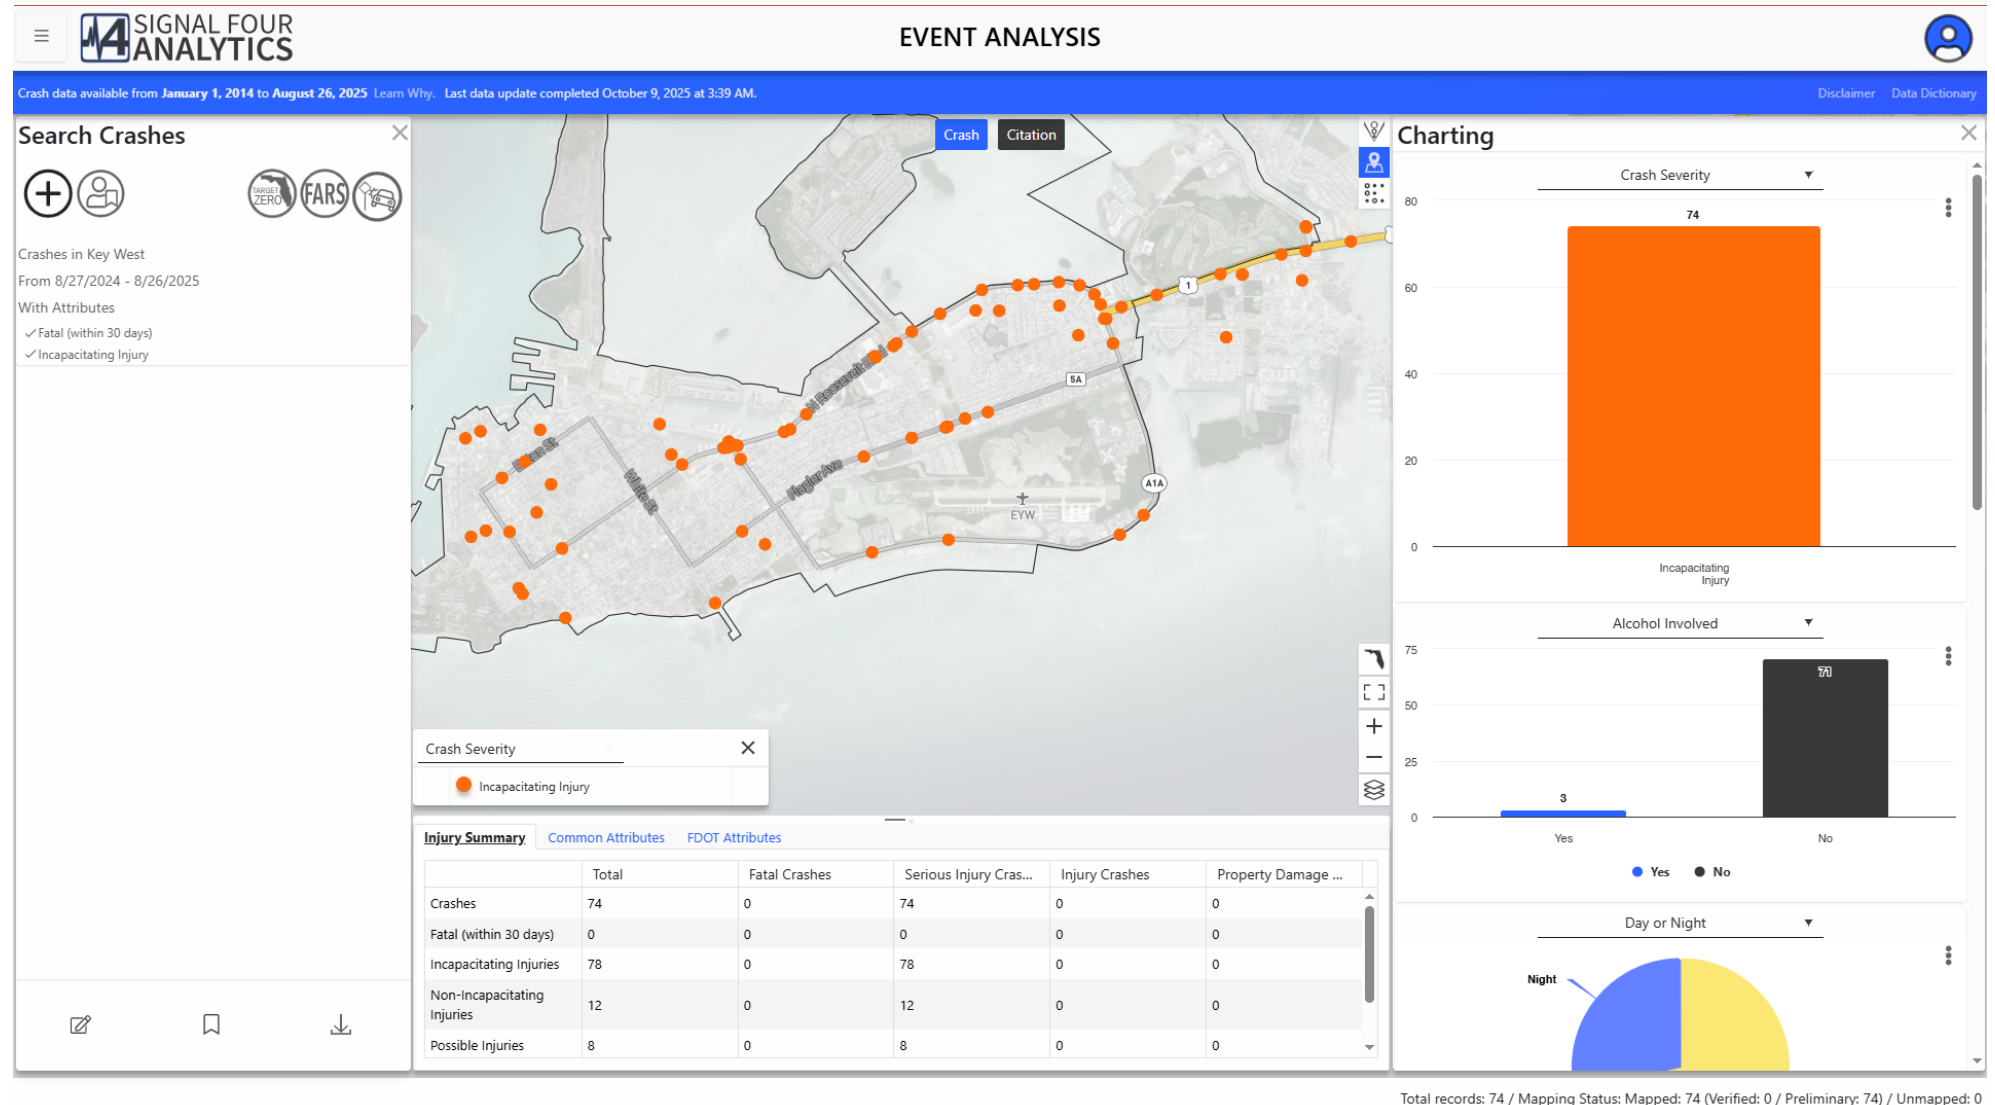 SIGNAL FOUR
ANALYTICS
EVENT ANALYSIS
Crash data available from January 1, 2014 to August 26, 2025 Learn Why. Last data update completed October 9, 2025 at 3:39 AM.
Disclaimer Data Dictionary
Search Crashes
TARGET
ZERO
FARS
Crashes in Key West
From 8/27/2024 - 8/26/2025
With Attributes
Fatal (within 30 days)
Incapacitating Injury
Crash Citation
1
5A
A1A
N Roosevelt Blvd
Flagler Ave
White St
Eaton St
EYW
Crash Severity
Incapacitating Injury
Injury Summary Common Attributes FDOT Attributes
Total Fatal Crashes Serious Injury Cras... Injury Crashes Property Damage ...
Crashes 74 0 74 0 0
Fatal (within 30 days) 0 0 0 0 0
Incapacitating Injuries 78 0 78 0 0
Non-Incapacitating
Injuries 12 0 12 0 0
Possible Injuries 8 0 8 0 0
Charting
Crash Severity
80
74
60
40
20
0
Incapacitating
Injury
Alcohol Involved
75
71
50
25
3
0
Yes No
Yes No
Day or Night
Night
Total records: 74 / Mapping Status: Mapped: 74 (Verified: 0 / Preliminary: 74) / Unmapped: 0